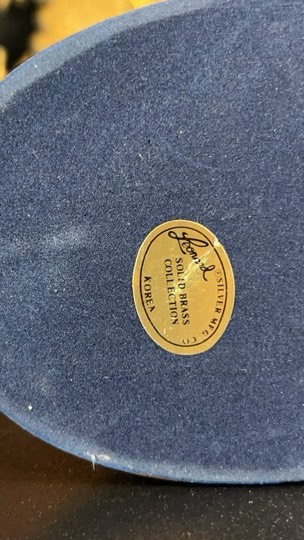 Leonard
SOLID BRASS
COLLECTION
©SILVER MFG CO
KOREA